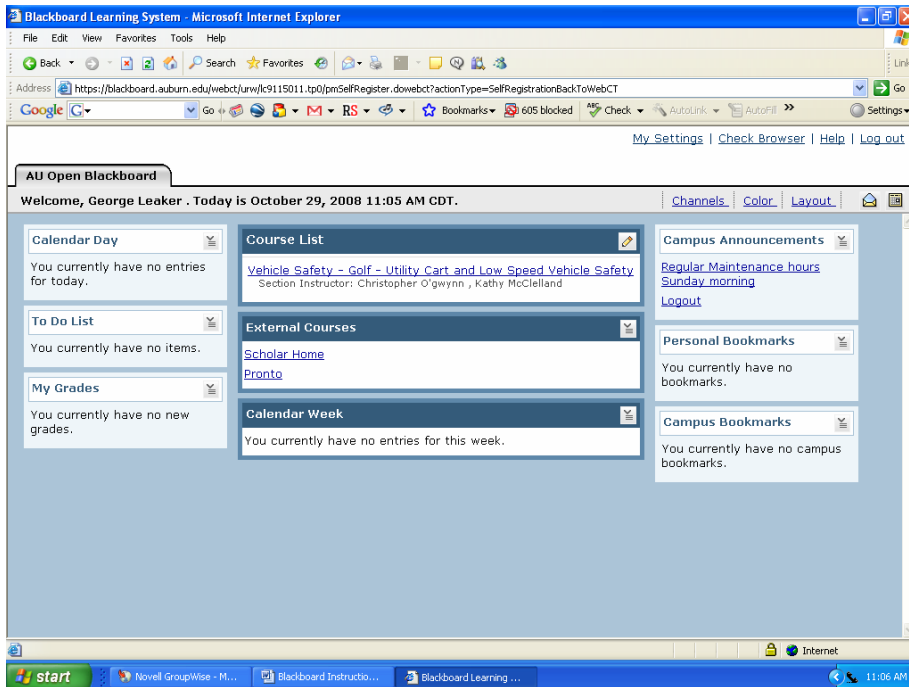 Blackboard Learning System - Microsoft Internet Explorer
File Edit View Favorites Tools Help
Back Search Favorites
Link
Address https://blackboard.auburn.edu/webct/urw/lc9115011.tp0/pmSelfRegister.dowebct?actionType=SelfRegistrationBackToWebCT Go
Google G Go M RS Bookmarks 605 blocked ABC Check AutoLink AutoFill Settings
My Settings | Check Browser | Help | Log out
AU Open Blackboard
Welcome, George Leaker . Today is October 29, 2008 11:05 AM CDT.
Channels Color Layout
Calendar Day
You currently have no entries
for today.
To Do List
You currently have no items.
My Grades
You currently have no new
grades.
Course List
Vehicle Safety - Golf - Utility Cart and Low Speed Vehicle Safety
Section Instructor: Christopher O'gwynn , Kathy McClelland
External Courses
Scholar Home
Pronto
Calendar Week
You currently have no entries for this week.
Campus Announcements
Regular Maintenance hours
Sunday morning
Logout
Personal Bookmarks
You currently have no
bookmarks.
Campus Bookmarks
You currently have no campus
bookmarks.
Internet
start Novell GroupWise - M... Blackboard Instructio... Blackboard Learning ... 11:06 AM